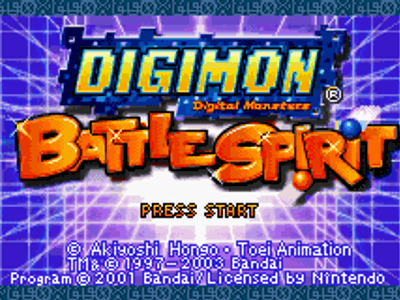 DIGIMON
Digital Monsters
®
BATTLE SPIRIT
PRESS START
© Akiyoshi Hongo · Toei Animation
TM& © 1997-2003 Bandai
Program © 2001 Bandai/Licensed by Nintendo